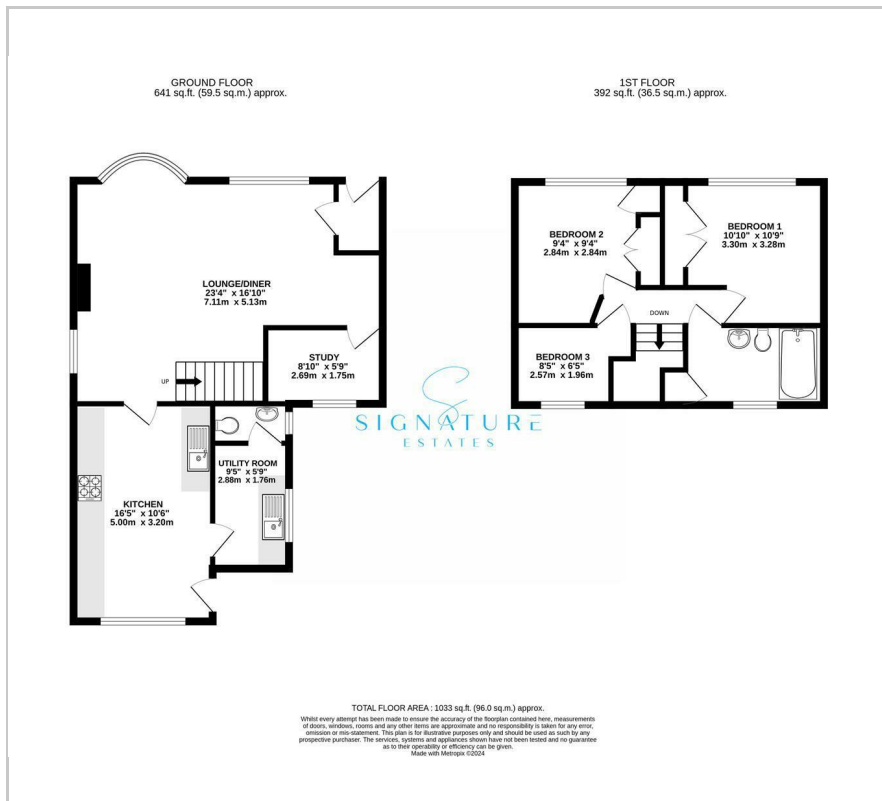 GROUND FLOOR
641 sq.ft. (59.5 sq.m.) approx.
1ST FLOOR
392 sq.ft. (36.5 sq.m.) approx.
LOUNGE/DINER
23'4" x 16'10"
7.11m x 5.13m
UP
STUDY
8'10" x 5'9"
2.69m x 1.75m
UTILITY ROOM
9'5" x 5'9"
2.88m x 1.76m
KITCHEN
16'5" x 10'6"
5.00m x 3.20m
BEDROOM 2
9'4" x 9'4"
2.84m x 2.84m
BEDROOM 1
10'10" x 10'9"
3.30m x 3.28m
DOWN
BEDROOM 3
8'5" x 6'5"
2.57m x 1.96m
S
SIGNATURE
ESTATES
TOTAL FLOOR AREA : 1033 sq.ft. (96.0 sq.m.) approx.
Whilst every attempt has been made to ensure the accuracy of the floorplan contained here, measurements
of doors, windows, rooms and any other items are approximate and no responsibility is taken for any error,
omission or mis-statement. This plan is for illustrative purposes only and should be used as such by any
prospective purchaser. The services, systems and appliances shown have not been tested and no guarantee
as to their operability or efficiency can be given.
Made with Metropix ©2024